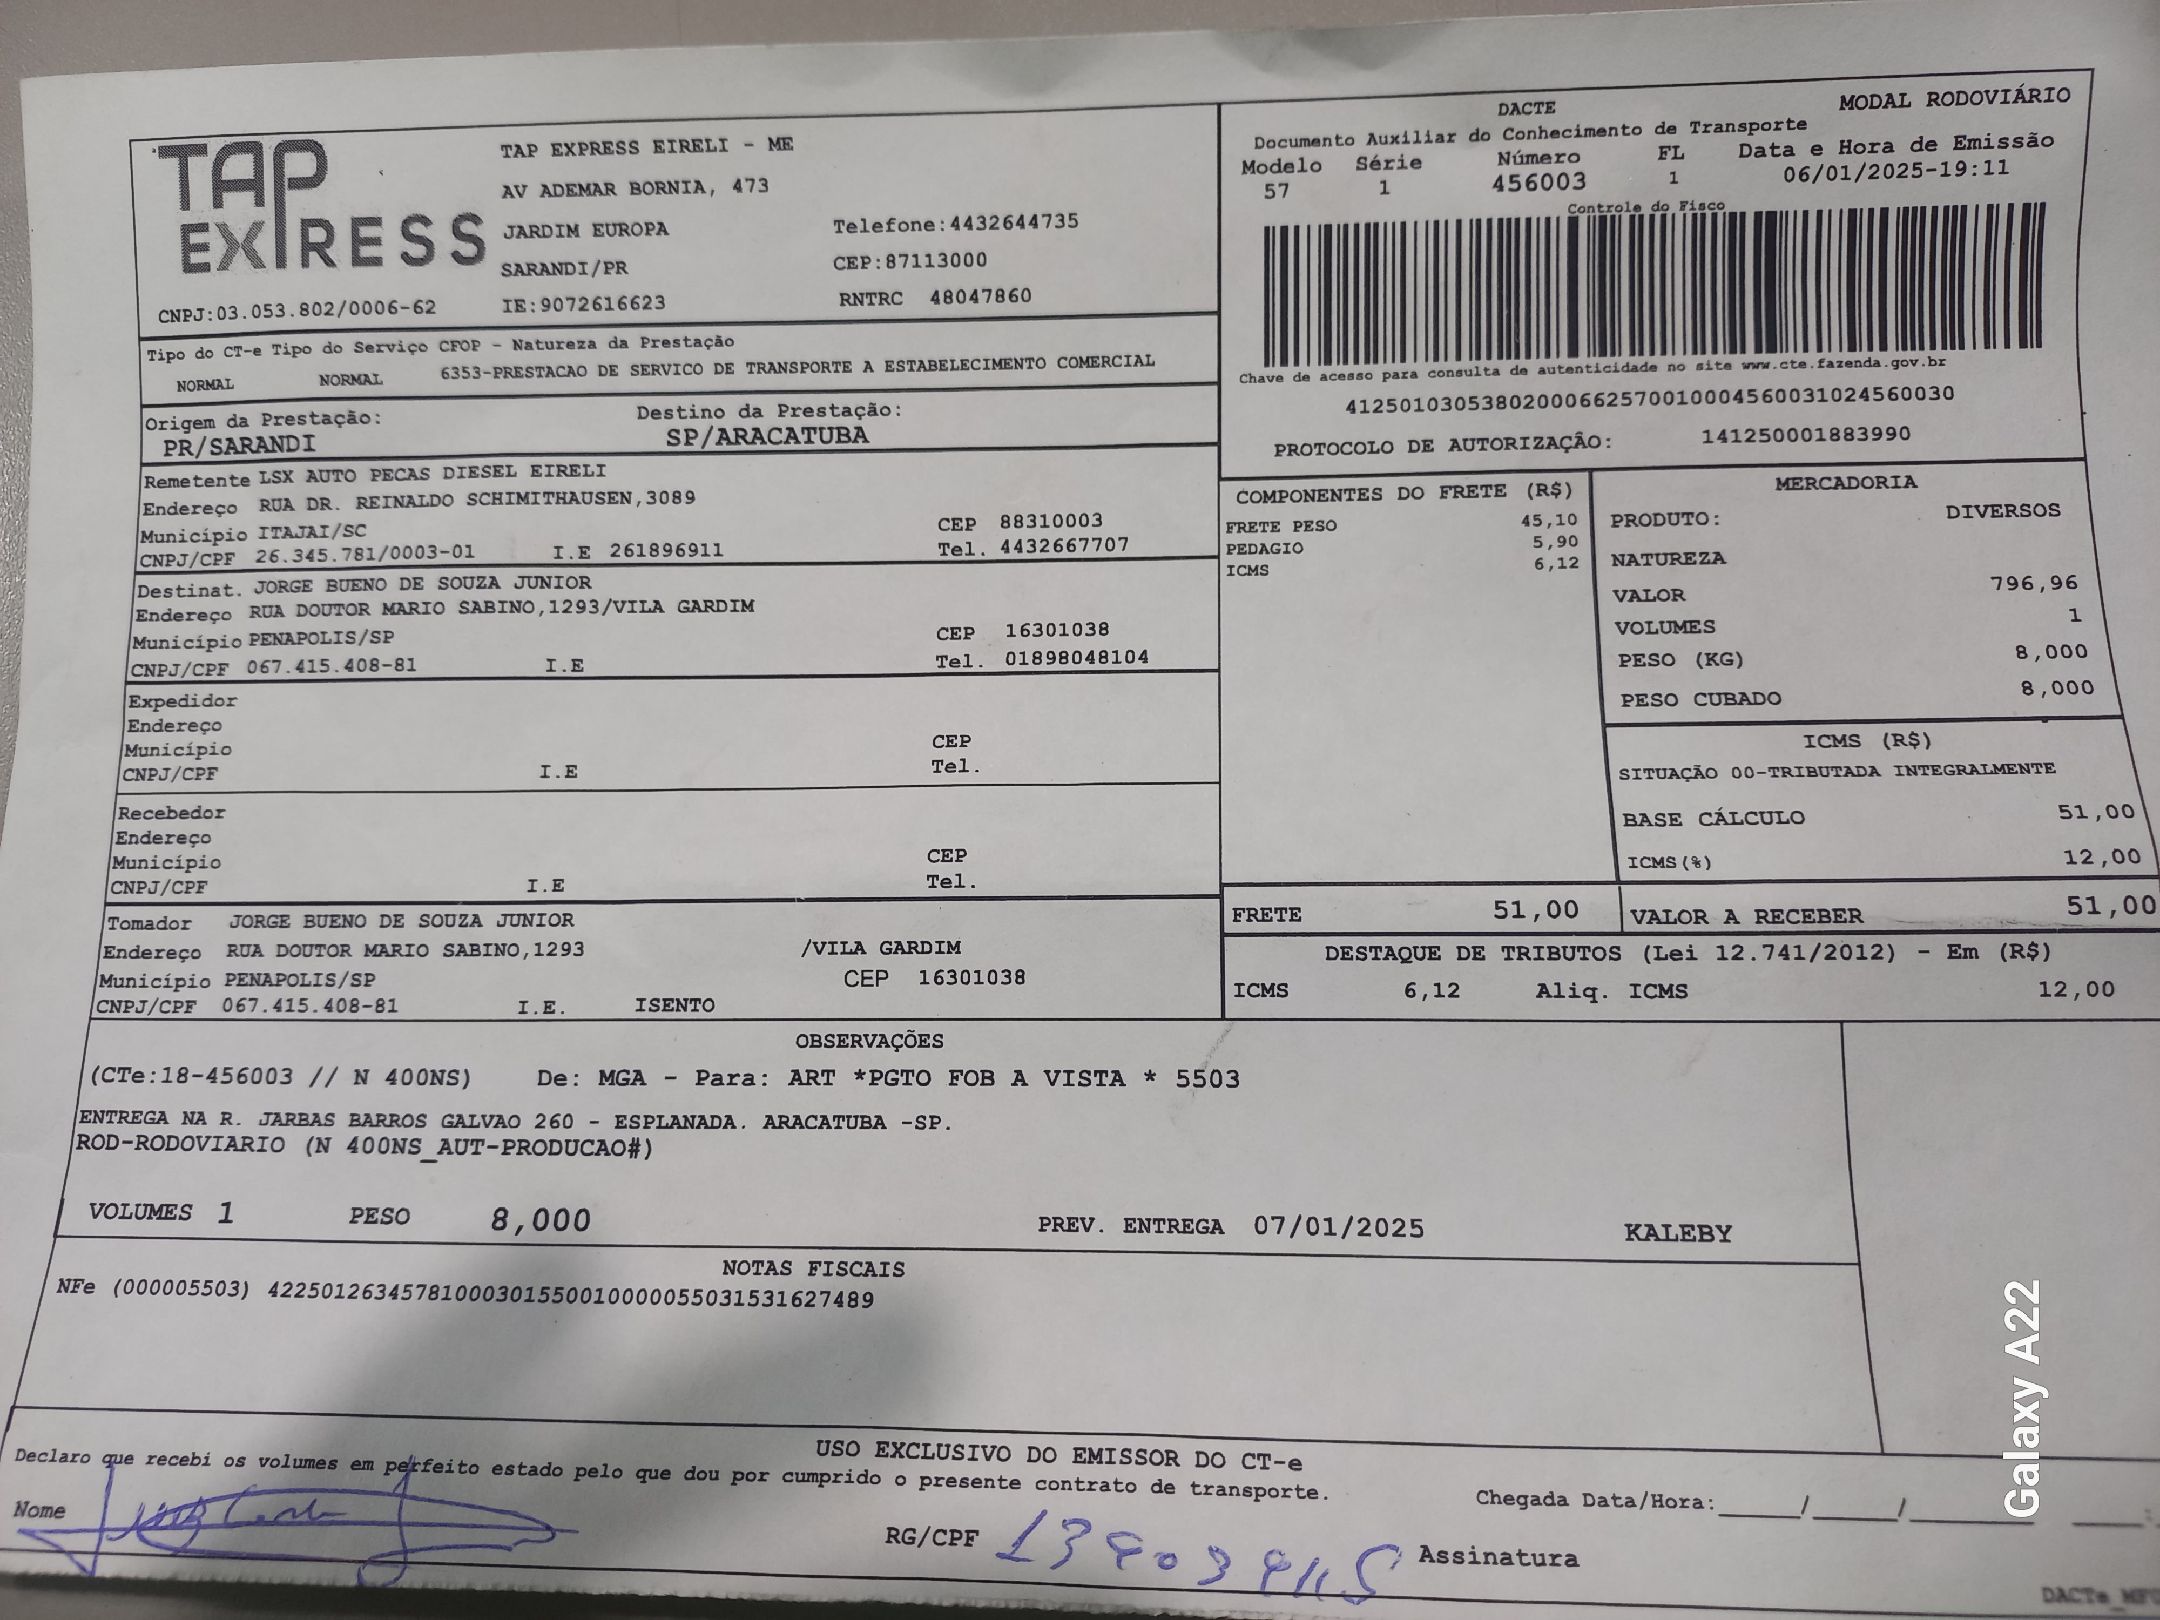 TAP EXPRESS
TAP EXPRESS EIRELI - ME
AV ADEMAR BORNIA, 473
JARDIM EUROPA Telefone:4432644735
SARANDI/PR CEP:87113000
CNPJ:03.053.802/0006-62 IE:9072616623 RNTRC 48047860
DACTE MODAL RODOVIÁRIO
Documento Auxiliar do Conhecimento de Transporte
Modelo Série Número FL Data e Hora de Emissão
57 1 456003 1 06/01/2025-19:11
Controle do Fisco
Chave de acesso para consulta de autenticidade no site www.cte.fazenda.gov.br
41250103053802000662570010004560031024560030
PROTOCOLO DE AUTORIZAÇÃO: 141250001883990
Tipo do CT-e Tipo do Serviço CFOP - Natureza da Prestação
NORMAL NORMAL 6353-PRESTACAO DE SERVICO DE TRANSPORTE A ESTABELECIMENTO COMERCIAL
Origem da Prestação: Destino da Prestação:
PR/SARANDI SP/ARACATUBA
Remetente LSX AUTO PECAS DIESEL EIRELI
Endereço RUA DR. REINALDO SCHIMITHAUSEN,3089
Município ITAJAI/SC CEP 88310003
CNPJ/CPF 26.345.781/0003-01 I.E 261896911 Tel. 4432667707
Destinat. JORGE BUENO DE SOUZA JUNIOR
Endereço RUA DOUTOR MARIO SABINO,1293/VILA GARDIM
Município PENAPOLIS/SP CEP 16301038
CNPJ/CPF 067.415.408-81 I.E Tel. 01898048104
Expedidor
Endereço
Município CEP
CNPJ/CPF I.E Tel.
Recebedor
Endereço
Município CEP
CNPJ/CPF I.E Tel.
Tomador JORGE BUENO DE SOUZA JUNIOR
Endereço RUA DOUTOR MARIO SABINO,1293 /VILA GARDIM
Município PENAPOLIS/SP CEP 16301038
CNPJ/CPF 067.415.408-81 I.E. ISENTO
COMPONENTES DO FRETE (R$)
FRETE PESO 45,10
PEDAGIO 5,90
ICMS 6,12
MERCADORIA
PRODUTO: DIVERSOS
NATUREZA
VALOR 796,96
VOLUMES 1
PESO (KG) 8,000
PESO CUBADO 8,000
ICMS (R$)
SITUAÇÃO 00-TRIBUTADA INTEGRALMENTE
BASE CÁLCULO 51,00
ICMS(%) 12,00
FRETE 51,00 VALOR A RECEBER 51,00
DESTAQUE DE TRIBUTOS (Lei 12.741/2012) - Em (R$)
ICMS 6,12 Aliq. ICMS 12,00
OBSERVAÇÕES
(CTe:18-456003 // N 400NS) De: MGA - Para: ART *PGTO FOB A VISTA * 5503
ENTREGA NA R. JARBAS BARROS GALVAO 260 - ESPLANADA. ARACATUBA -SP.
ROD-RODOVIARIO (N 400NS_AUT-PRODUCAO#)
VOLUMES 1 PESO 8,000 PREV. ENTREGA 07/01/2025 KALEBY
NOTAS FISCAIS
NFe (000005503) 42250126345781000301550010000055031531627489
USO EXCLUSIVO DO EMISSOR DO CT-e
Declaro que recebi os volumes em perfeito estado pelo que dou por cumprido o presente contrato de transporte.
Nome RG/CPF Chegada Data/Hora:____/____/______ ____:
Assinatura
Galaxy A22